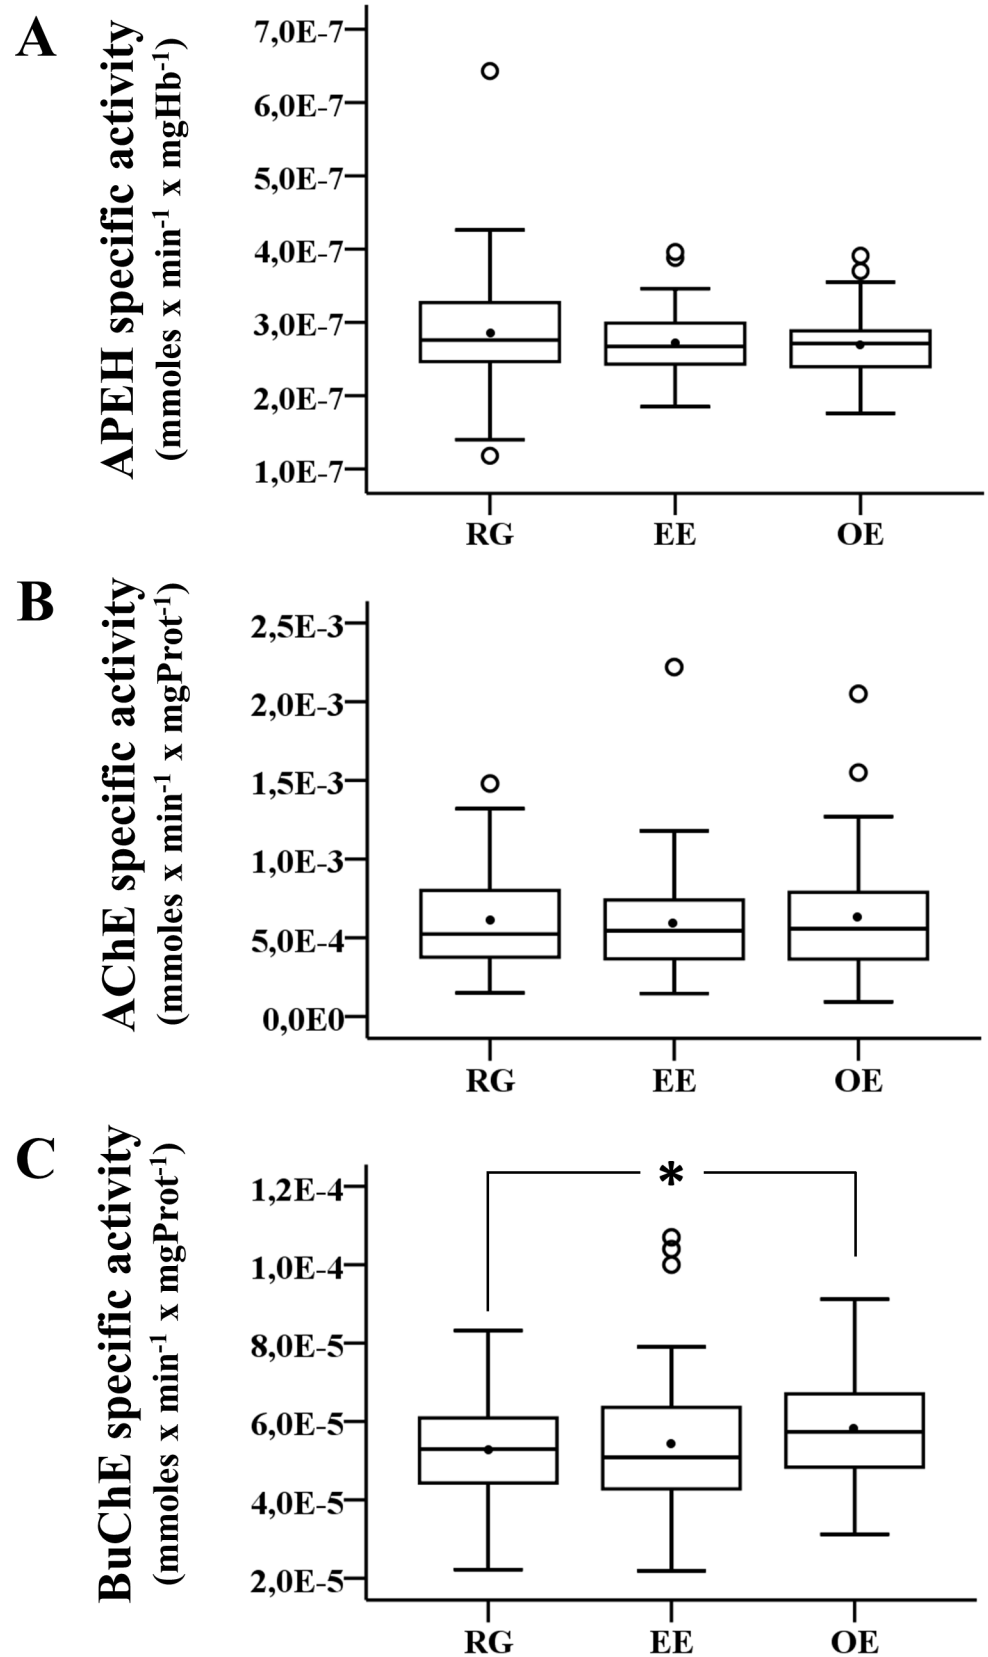 A
APEH specific activity
(mmoles x min-1 x mgHb-1)
7,0E-7
6,0E-7
5,0E-7
4,0E-7
3,0E-7
2,0E-7
1,0E-7
RG EE OE
B
AChE specific activity
(mmoles x min-1 x mgProt-1)
2,5E-3
2,0E-3
1,5E-3
1,0E-3
5,0E-4
0,0E0
RG EE OE
C
BuChE specific activity
(mmoles x min-1 x mgProt-1)
*
1,2E-4
1,0E-4
8,0E-5
6,0E-5
4,0E-5
2,0E-5
RG EE OE